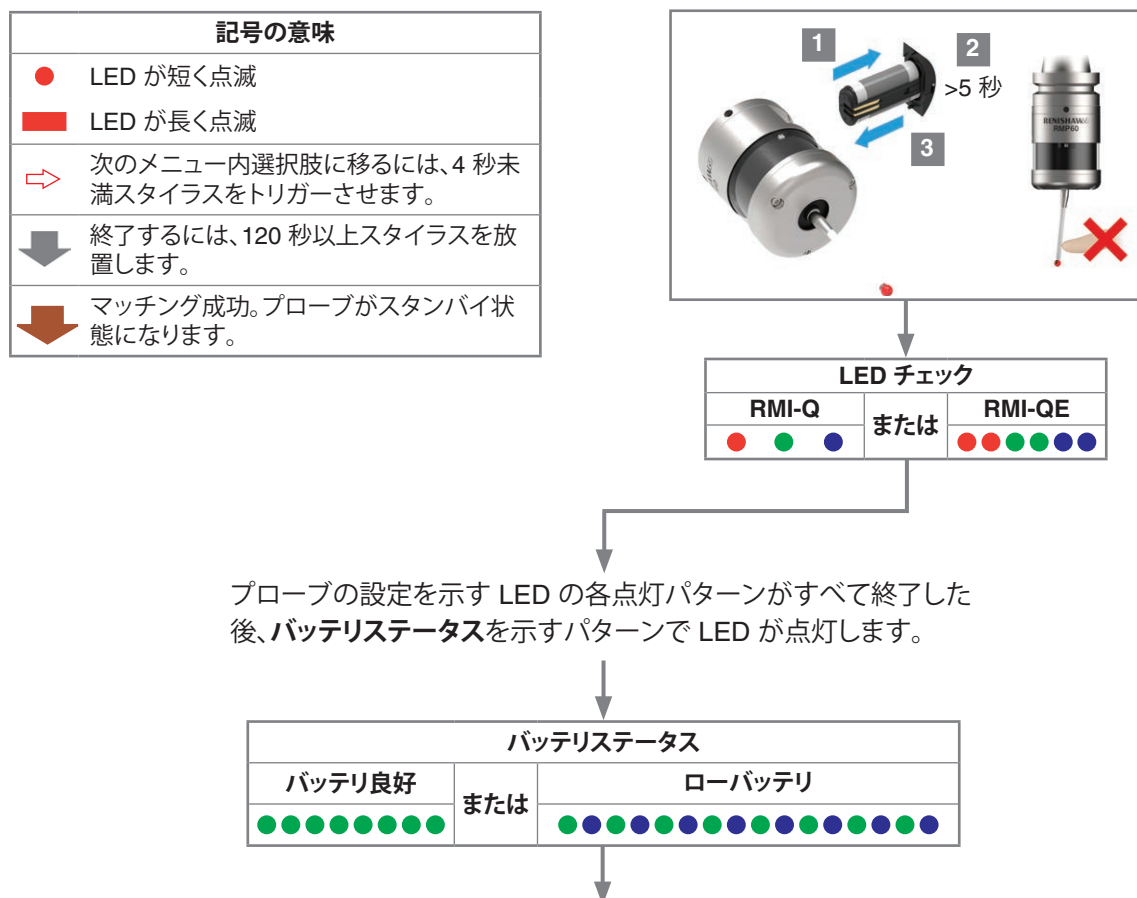 記号の意味
LED が短く点滅
LED が長く点滅
次のメニュー内選択肢に移るには、4 秒未
満スタイラスをトリガーさせます。
終了するには、120 秒以上スタイラスを放
置します。
マッチング成功。プローブがスタンバイ状
態になります。
1
2
>5 秒
3
RENISHAW
RMP60
LED チェック
RMI-Q
または
RMI-QE
プローブの設定を示す LED の各点灯パターンがすべて終了した
後、バッテリステータスを示すパターンで LED が点灯します。
バッテリステータス
バッテリ良好
または
ローバッテリ